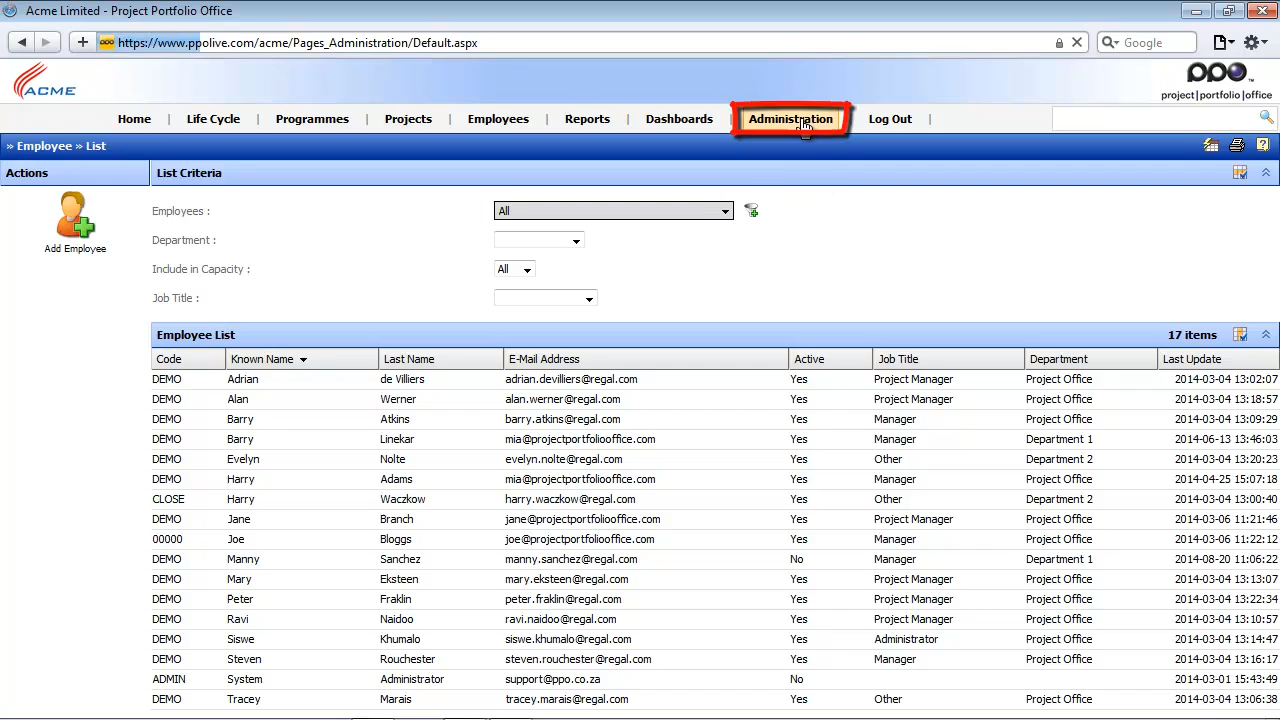 Acme Limited - Project Portfolio Office
https://www.ppolive.com/acme/Pages_Administration/Default.aspx
Google
ACME
ppo™
project|portfolio|office
Home | Life Cycle | Programmes | Projects | Employees | Reports | Dashboards | Administration | Log Out |
» Employee » List
Actions
List Criteria
Add Employee
Employees : All
Department :
Include in Capacity : All
Job Title :
Employee List 17 items
Code Known Name Last Name E-Mail Address Active Job Title Department Last Update
DEMO Adrian de Villiers adrian.devilliers@regal.com Yes Project Manager Project Office 2014-03-04 13:02:07
DEMO Alan Werner alan.werner@regal.com Yes Project Manager Project Office 2014-03-04 13:18:57
DEMO Barry Atkins barry.atkins@regal.com Yes Manager Project Office 2014-03-04 13:09:29
DEMO Barry Linekar mia@projectportfoliooffice.com Yes Manager Department 1 2014-06-13 13:46:03
DEMO Evelyn Nolte evelyn.nolte@regal.com Yes Other Department 2 2014-03-04 13:20:23
DEMO Harry Adams mia@projectportfoliooffice.com Yes Manager Project Office 2014-04-25 15:07:18
CLOSE Harry Waczkow harry.waczkow@regal.com Yes Other Department 2 2014-03-04 13:00:40
DEMO Jane Branch jane@projectportfoliooffice.com Yes Project Manager Project Office 2014-03-06 11:21:46
00000 Joe Bloggs joe@projectportfoliooffice.com Yes Manager Project Office 2014-03-06 11:22:12
DEMO Manny Sanchez manny.sanchez@regal.com No Manager Department 1 2014-08-20 11:06:22
DEMO Mary Eksteen mary.eksteen@regal.com Yes Project Manager Project Office 2014-03-04 13:13:07
DEMO Peter Fraklin peter.fraklin@regal.com Yes Project Manager Project Office 2014-03-04 13:22:34
DEMO Ravi Naidoo ravi.naidoo@regal.com Yes Project Manager Project Office 2014-03-04 13:10:57
DEMO Siswe Khumalo siswe.khumalo@regal.com Yes Administrator Project Office 2014-03-04 13:14:47
DEMO Steven Rouchester steven.rouchester@regal.com Yes Manager Project Office 2014-03-04 13:16:17
ADMIN System Administrator support@ppo.co.za No 2014-03-01 15:43:49
DEMO Tracey Marais tracey.marais@regal.com Yes Other Project Office 2014-03-04 13:06:38